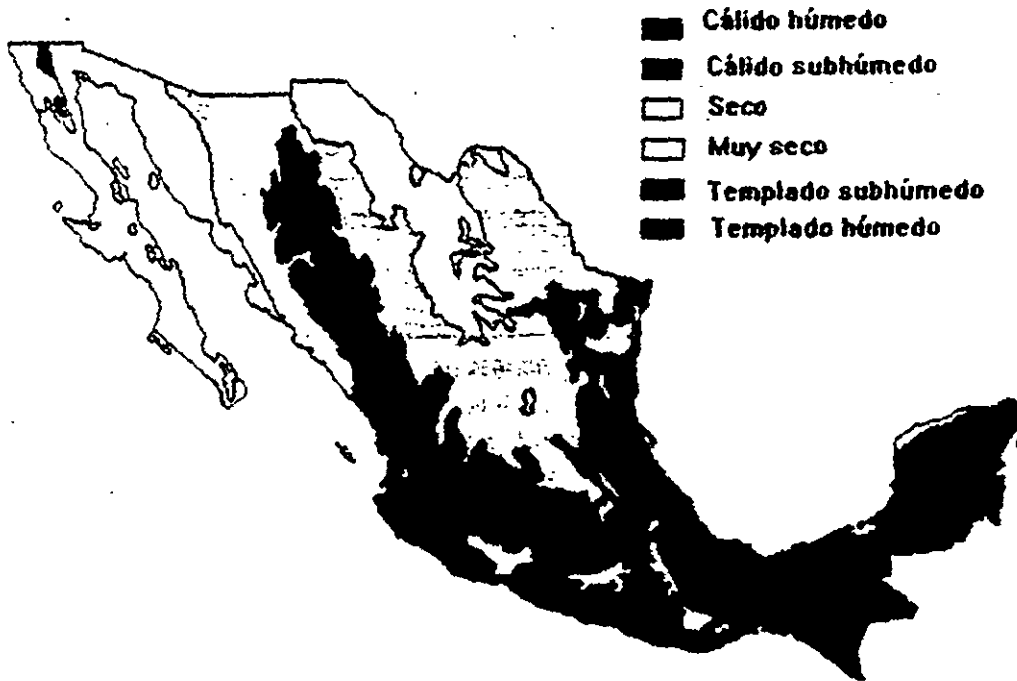 Cálido húmedo
Cálido subhúmedo
Seco
Muy seco
Templado subhúmedo
Templado húmedo